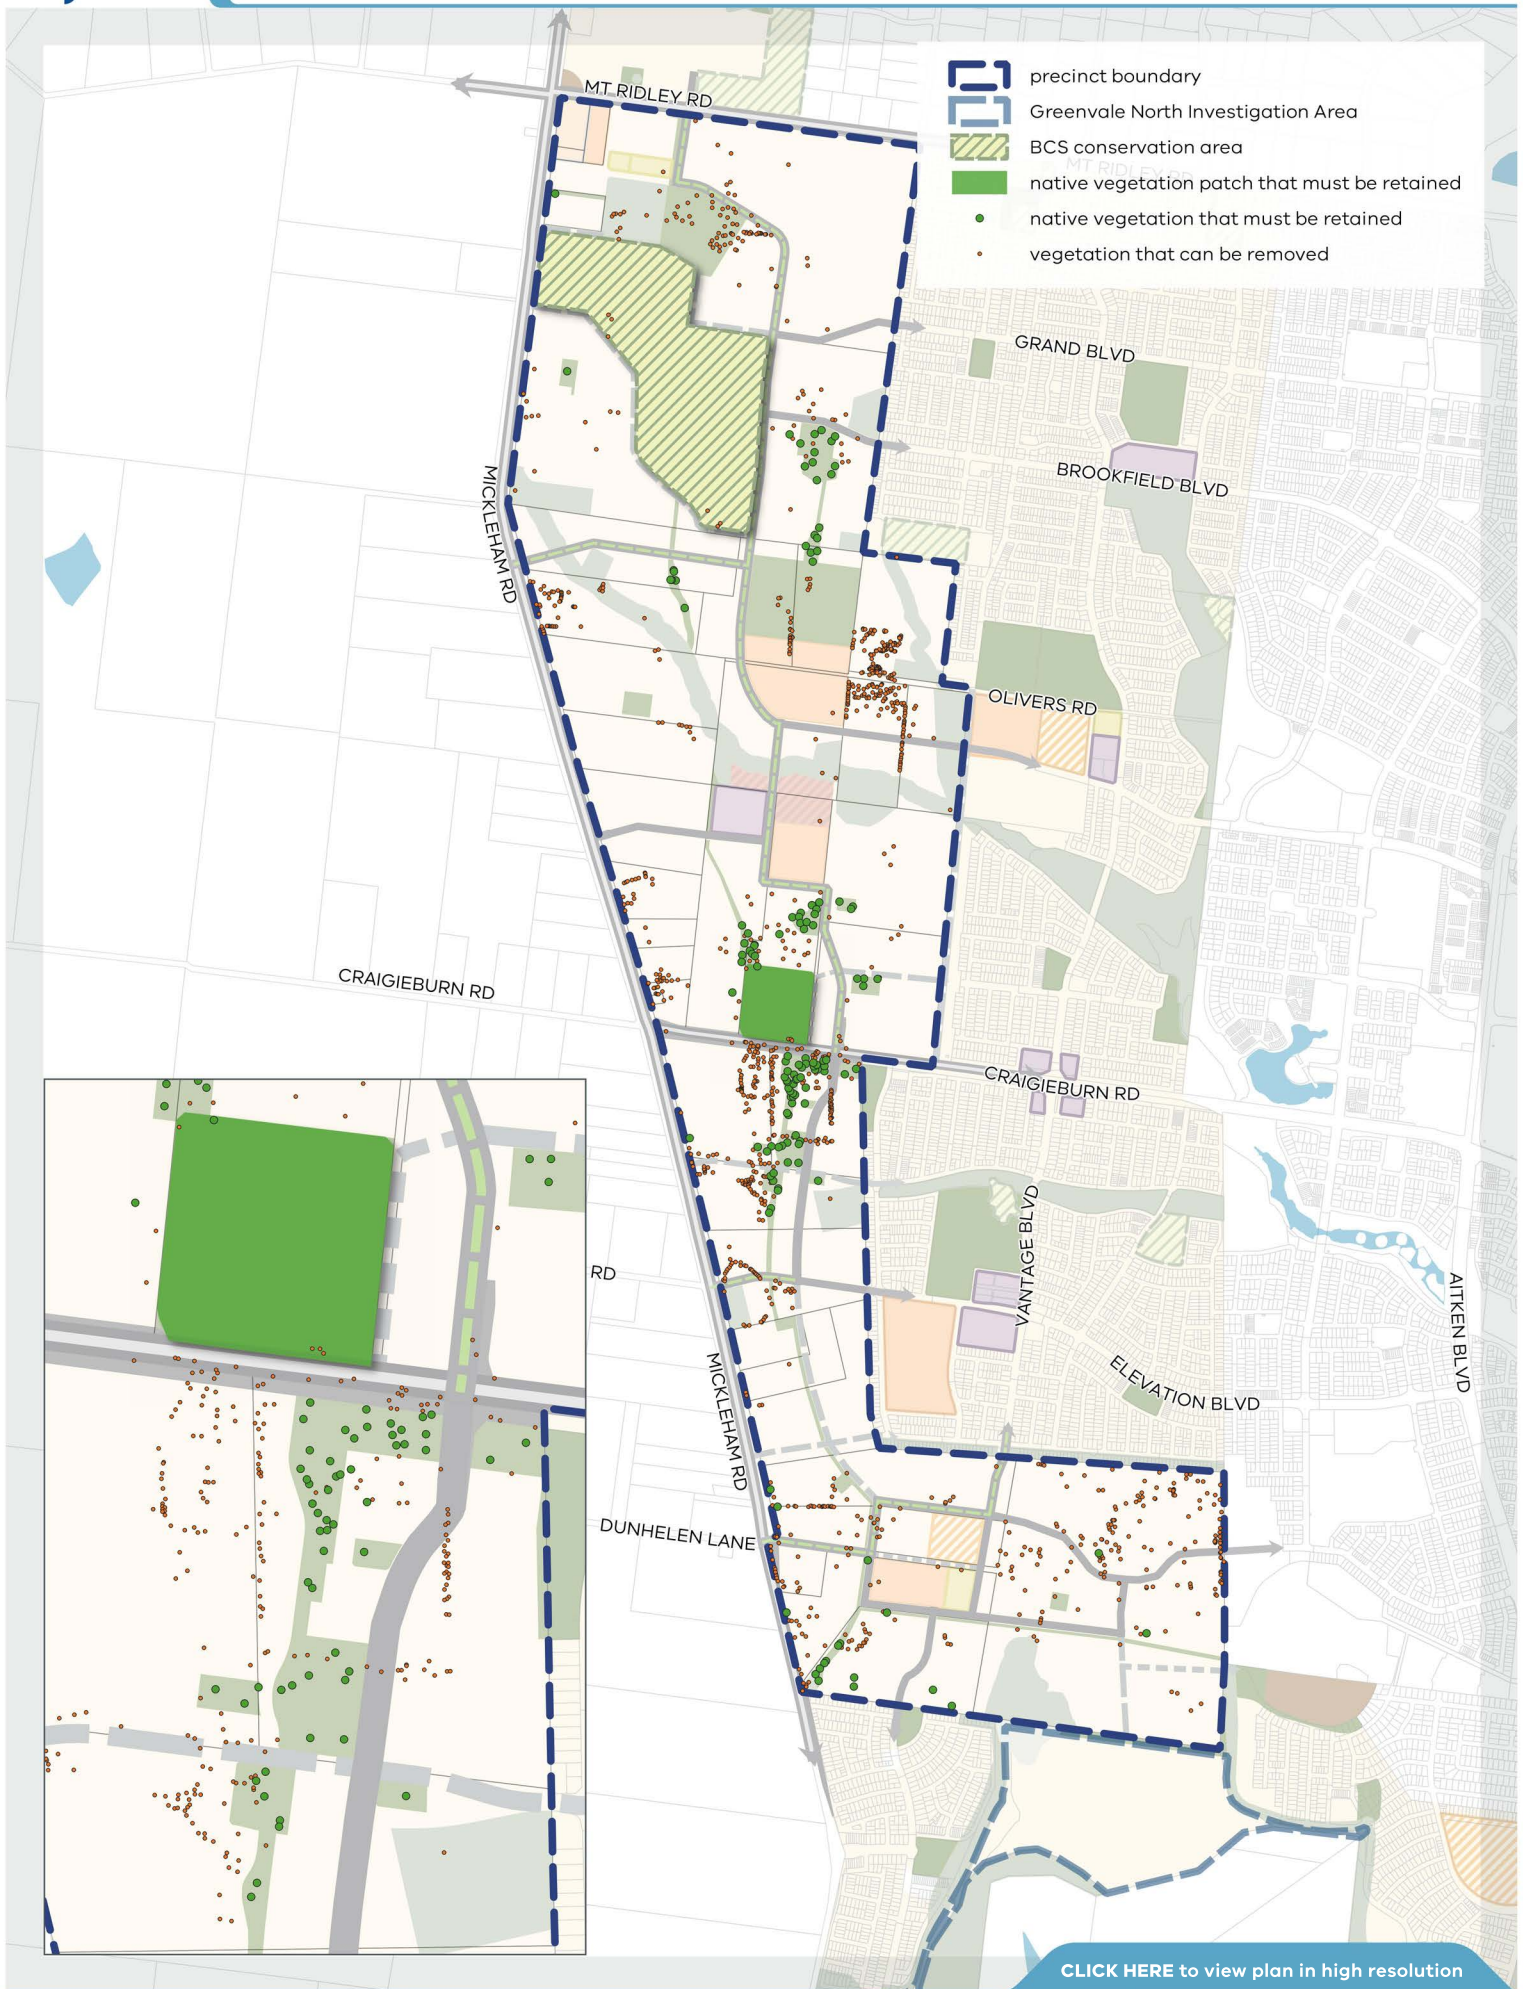 MT RIDLEY RD
precinct boundary
Greenvale North Investigation Area
BCS conservation area
MT RIDLEY RD
native vegetation patch that must be retained
native vegetation that must be retained
vegetation that can be removed
GRAND BLVD
BROOKFIELD BLVD
MICKLEHAM RD
OLIVERS RD
CRAIGIEBURN RD
CRAIGIEBURN RD
VANTAGE BLVD
RD
AITKEN BLVD
MICKLEHAM RD
ELEVATION BLVD
DUNHELEN LANE
CLICK HERE to view plan in high resolution